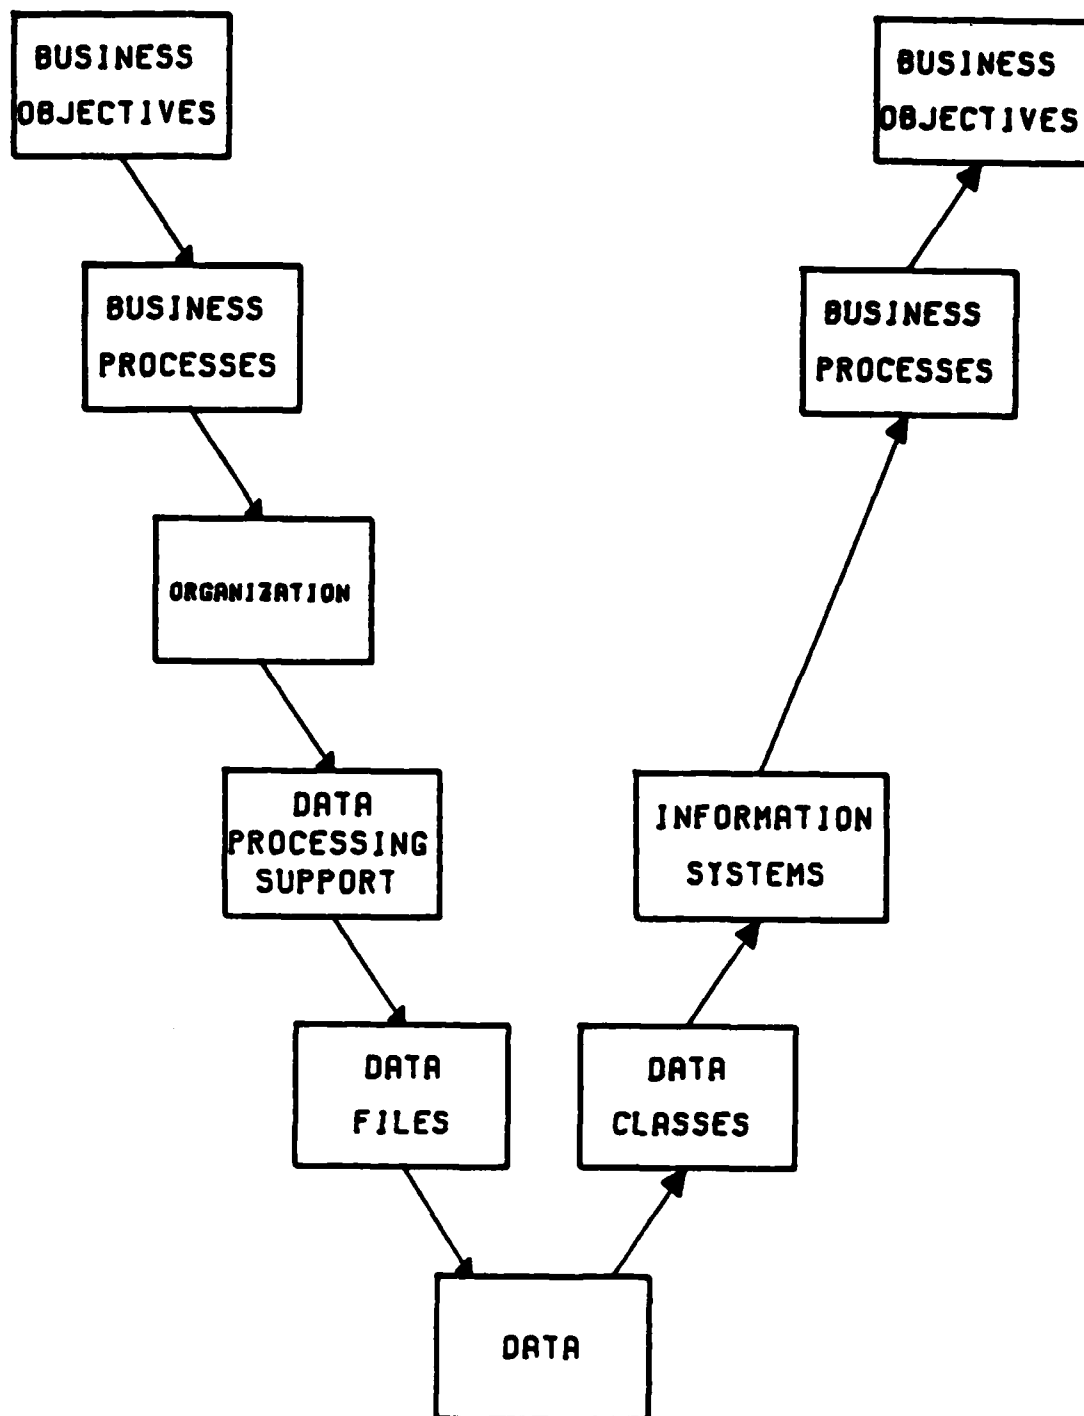 BUSINESS
OBJECTIVES
BUSINESS
OBJECTIVES
BUSINESS
PROCESSES
BUSINESS
PROCESSES
ORGANIZATION
DATA
PROCESSING
SUPPORT
INFORMATION
SYSTEMS
DATA
FILES
DATA
CLASSES
DATA